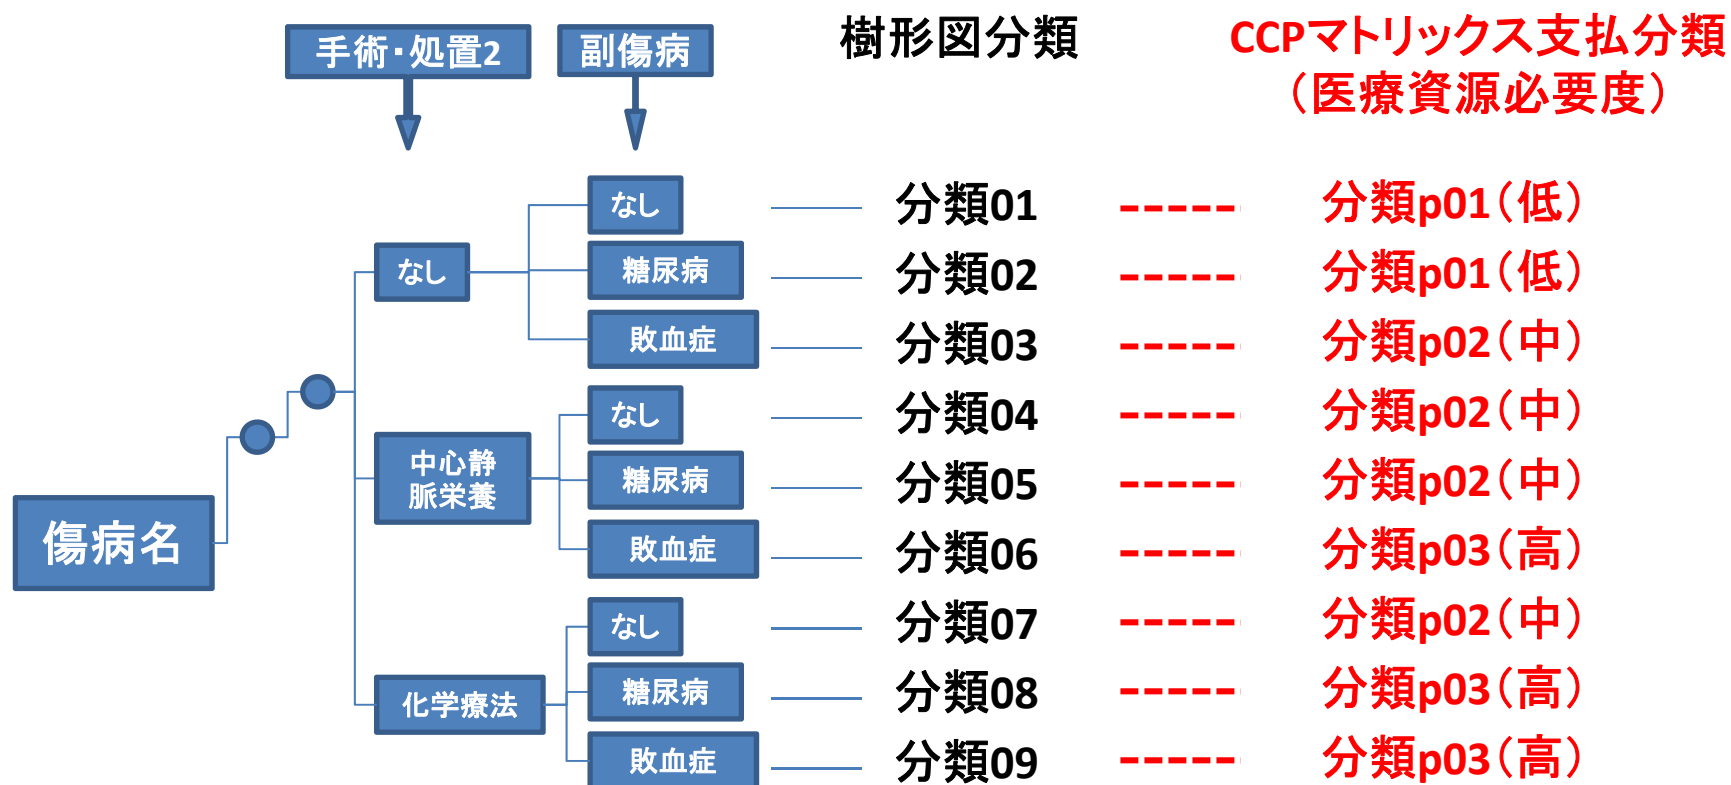 手術・処置2
副傷病
樹形図分類
CCPマトリックス支払分類
（医療資源必要度）
なし
分類01
分類p01（低）
なし
糖尿病
分類02
分類p01（低）
敗血症
分類03
分類p02（中）
なし
分類04
分類p02（中）
中心静
脈栄養
糖尿病
分類05
分類p02（中）
傷病名
敗血症
分類06
分類p03（高）
なし
分類07
分類p02（中）
化学療法
糖尿病
分類08
分類p03（高）
敗血症
分類09
分類p03（高）